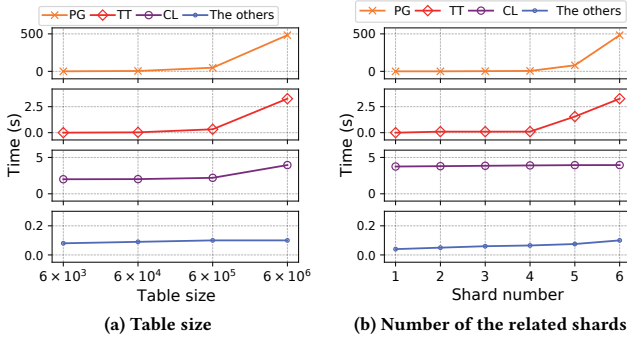 PG TT CL The others
500
0
2.5
0.0
5
0
0.2
0.0
Time (s)
6 × 10³ 6 × 10⁴ 6 × 10⁵ 6 × 10⁶
Table size
(a) Table size
PG TT CL The others
500
0
2.5
0.0
5
0
0.2
0.0
Time (s)
1 2 3 4 5 6
Shard number
(b) Number of the related shards